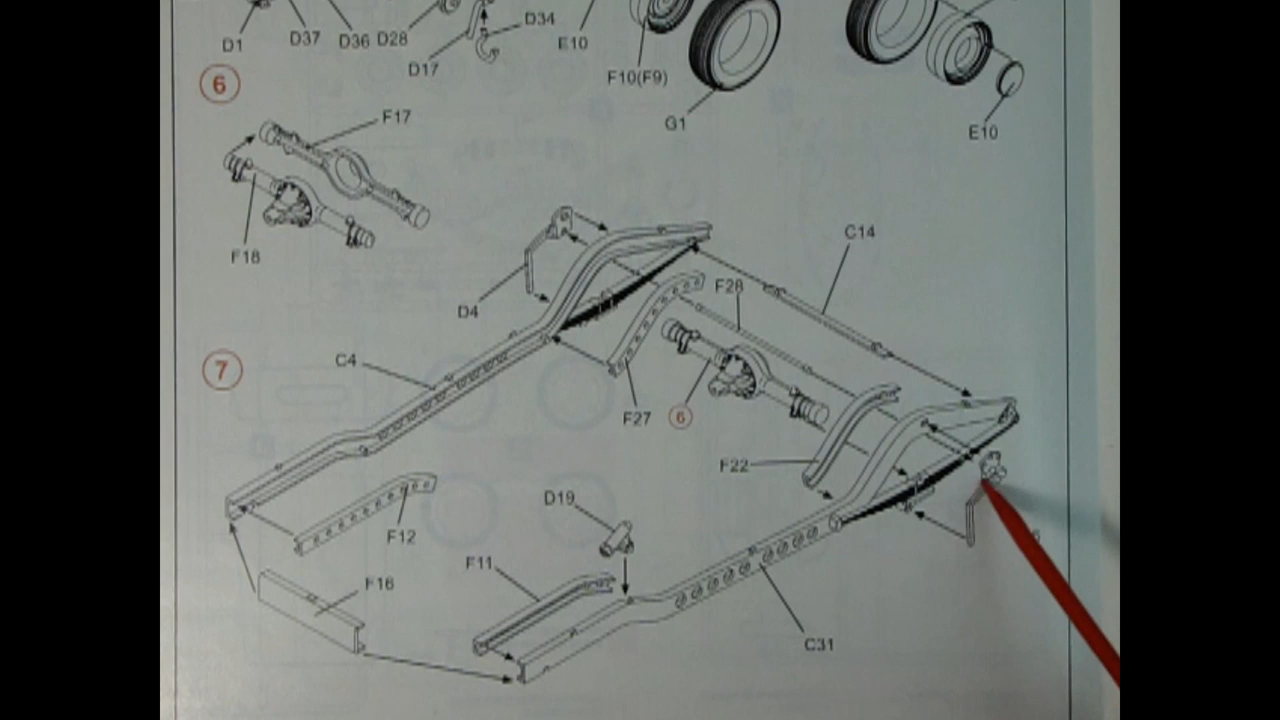 D1
D37
D36
D28
D17
D34
E10
F10(F9)
G1
E10
6
F17
F18
D4
C14
F28
7
C4
F27
6
F22
D19
F12
F11
F16
C31